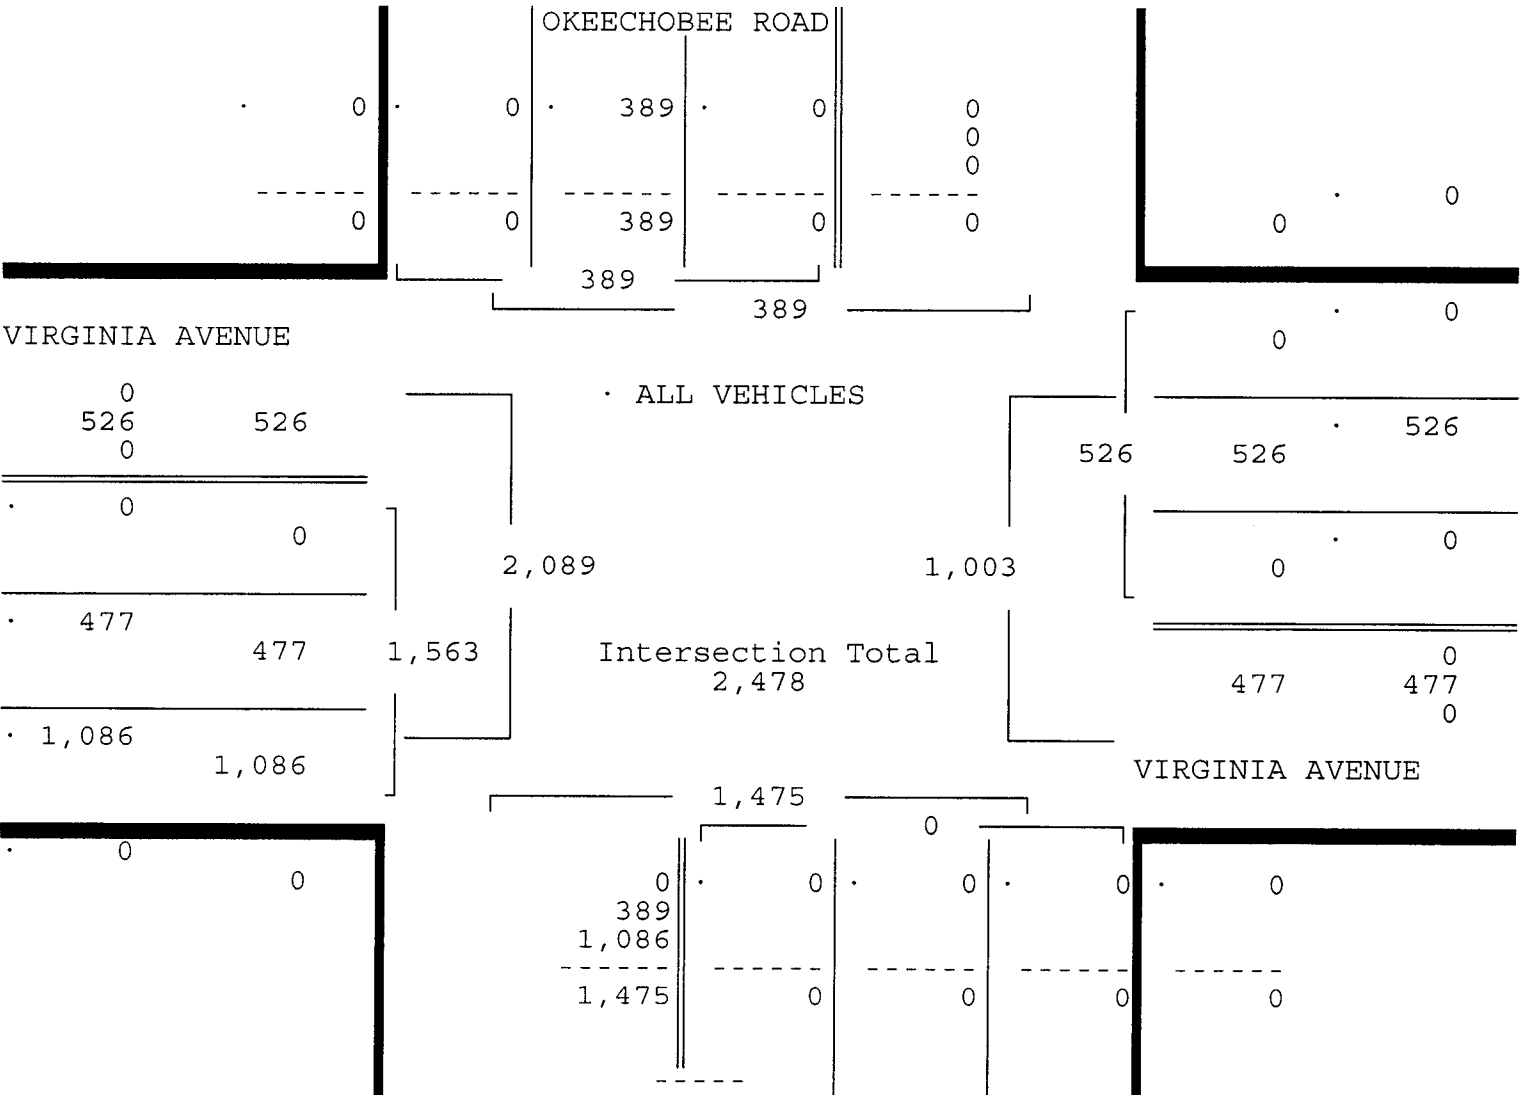 OKEECHOBEE ROAD
· 0 · 0 · 389 · 0 0
0
0
------ ------ ------ ------ ------
· 0
0 0 389 0 0
0
389
389
· 0
VIRGINIA AVENUE
0
0
· ALL VEHICLES
526 526
· 526
0
526 526
· 0
0
· 0
2,089 1,003
0
· 477
477 1,563 Intersection Total
0
2,478
477 477
0
· 1,086
1,086
VIRGINIA AVENUE
1,475
0
· 0
0
0 · 0 · 0 · 0 · 0
389
1,086
------ ------ ------ ------ ------
1,475 0 0 0 0
-----